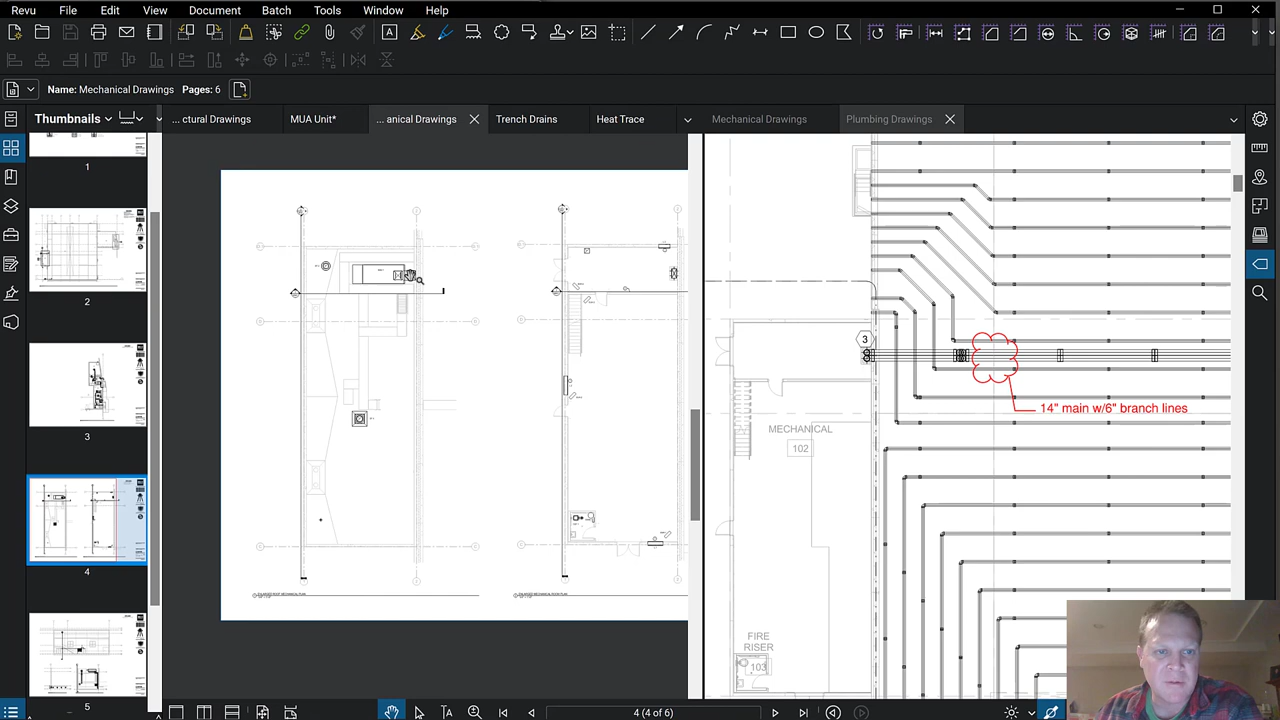 Revu File Edit View Document Batch Tools Window Help
Name: Mechanical Drawings Pages: 6
Thumbnails
... ctural Drawings
MUA Unit*
... anical Drawings
Trench Drains
Heat Trace
Mechanical Drawings
Plumbing Drawings
1
2
3
4
5
3
14" main w/6" branch lines
MECHANICAL
102
FIRE
RISER
103
4 (4 of 6)